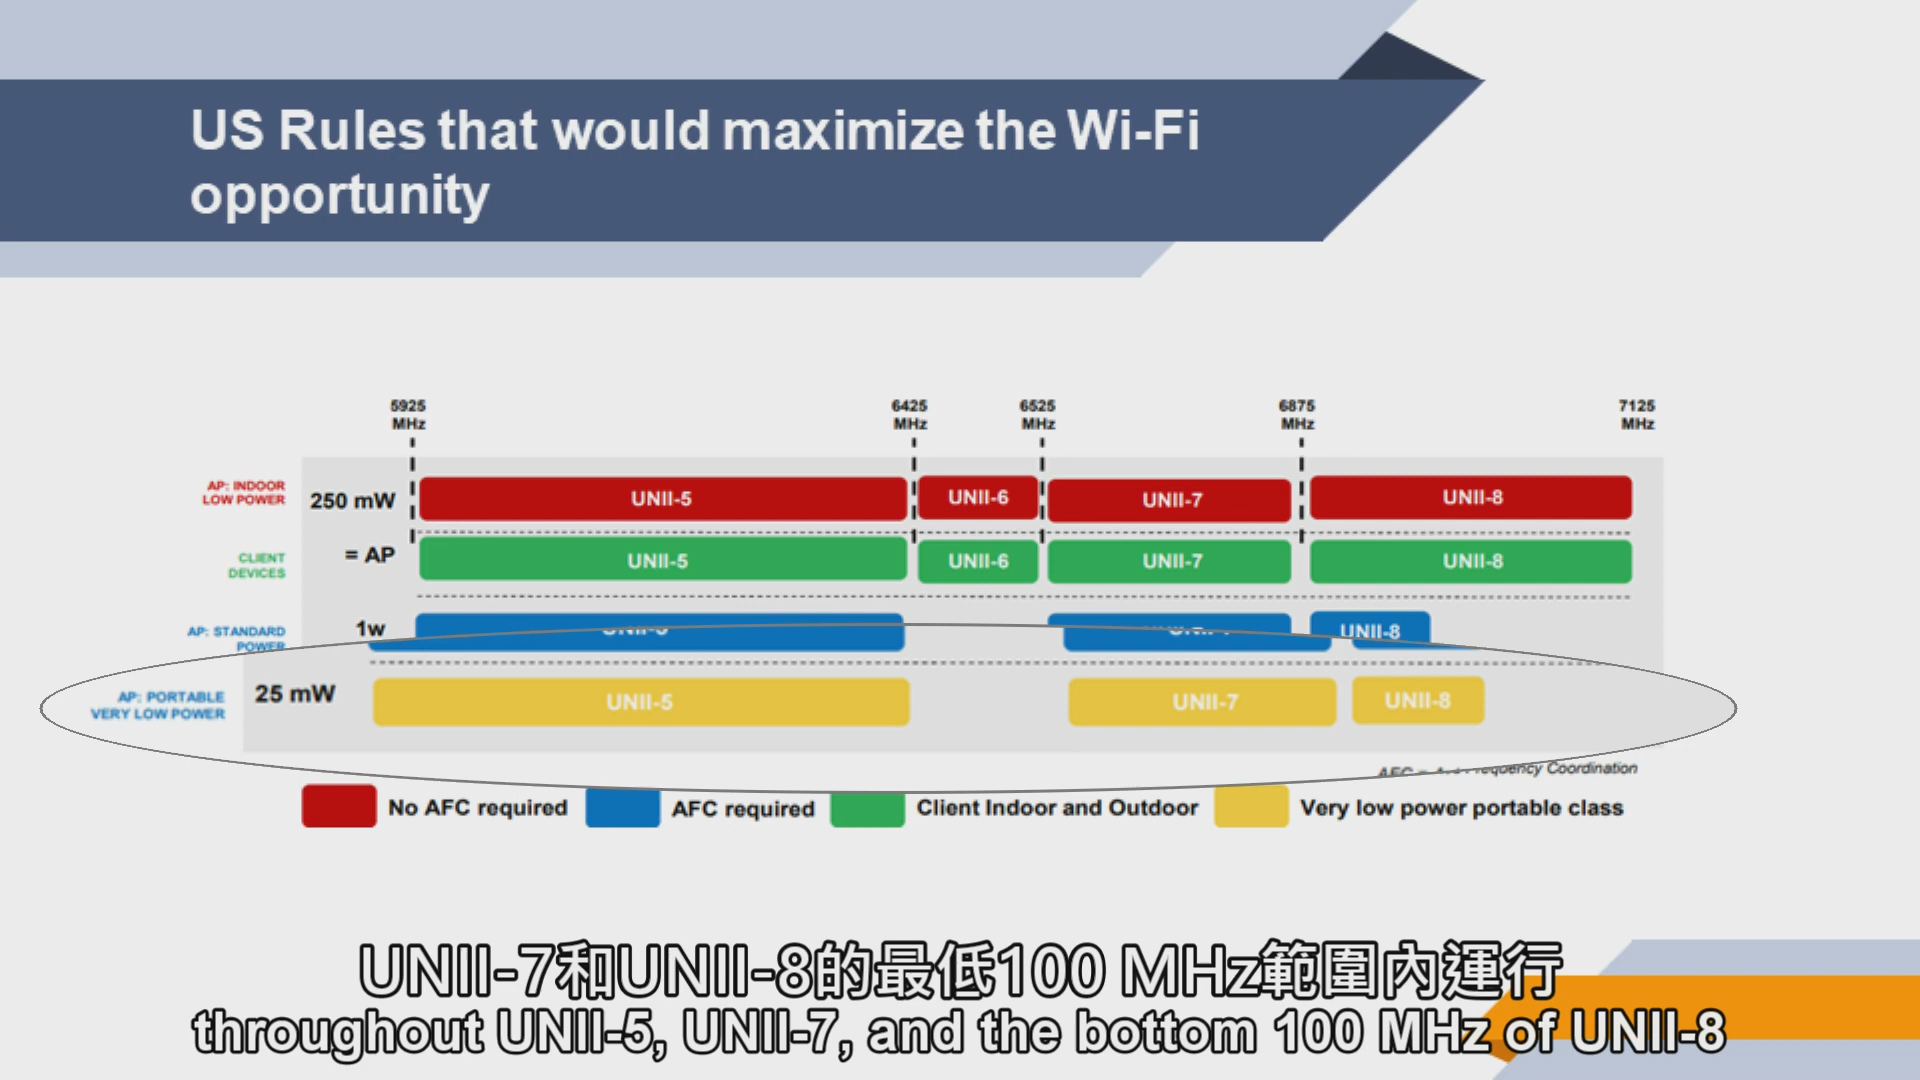 US Rules that would maximize the Wi-Fi
opportunity
5925 6425 6525 6875 7125
MHz MHz MHz MHz MHz
AP: INDOOR
LOW POWER
250 mW
UNII-5 UNII-6 UNII-7 UNII-8
CLIENT
DEVICES
= AP
UNII-5 UNII-6 UNII-7 UNII-8
AP: STANDARD
POWER
1w
UNII-8
AP: PORTABLE
VERY LOW POWER
25 mW
UNII-5 UNII-7 UNII-8
Coordination
No AFC required AFC required Client Indoor and Outdoor Very low power portable class
UNII-7和UNII-8的最低100 MHz範圍內運行
throughout UNII-5, UNII-7, and the bottom 100 MHz of UNII-8